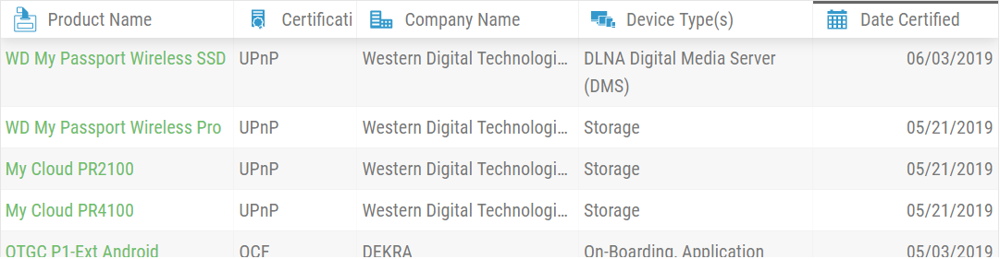 Product Name Certificati Company Name Device Type(s) Date Certified
WD My Passport Wireless SSD UPnP Western Digital Technologi... DLNA Digital Media Server 06/03/2019
(DMS)
WD My Passport Wireless Pro UPnP Western Digital Technologi... Storage 05/21/2019
My Cloud PR2100 UPnP Western Digital Technologi... Storage 05/21/2019
My Cloud PR4100 UPnP Western Digital Technologi... Storage 05/21/2019
OTGC P1-Ext Android OCF DEKRA On-Boarding, Application 05/03/2019